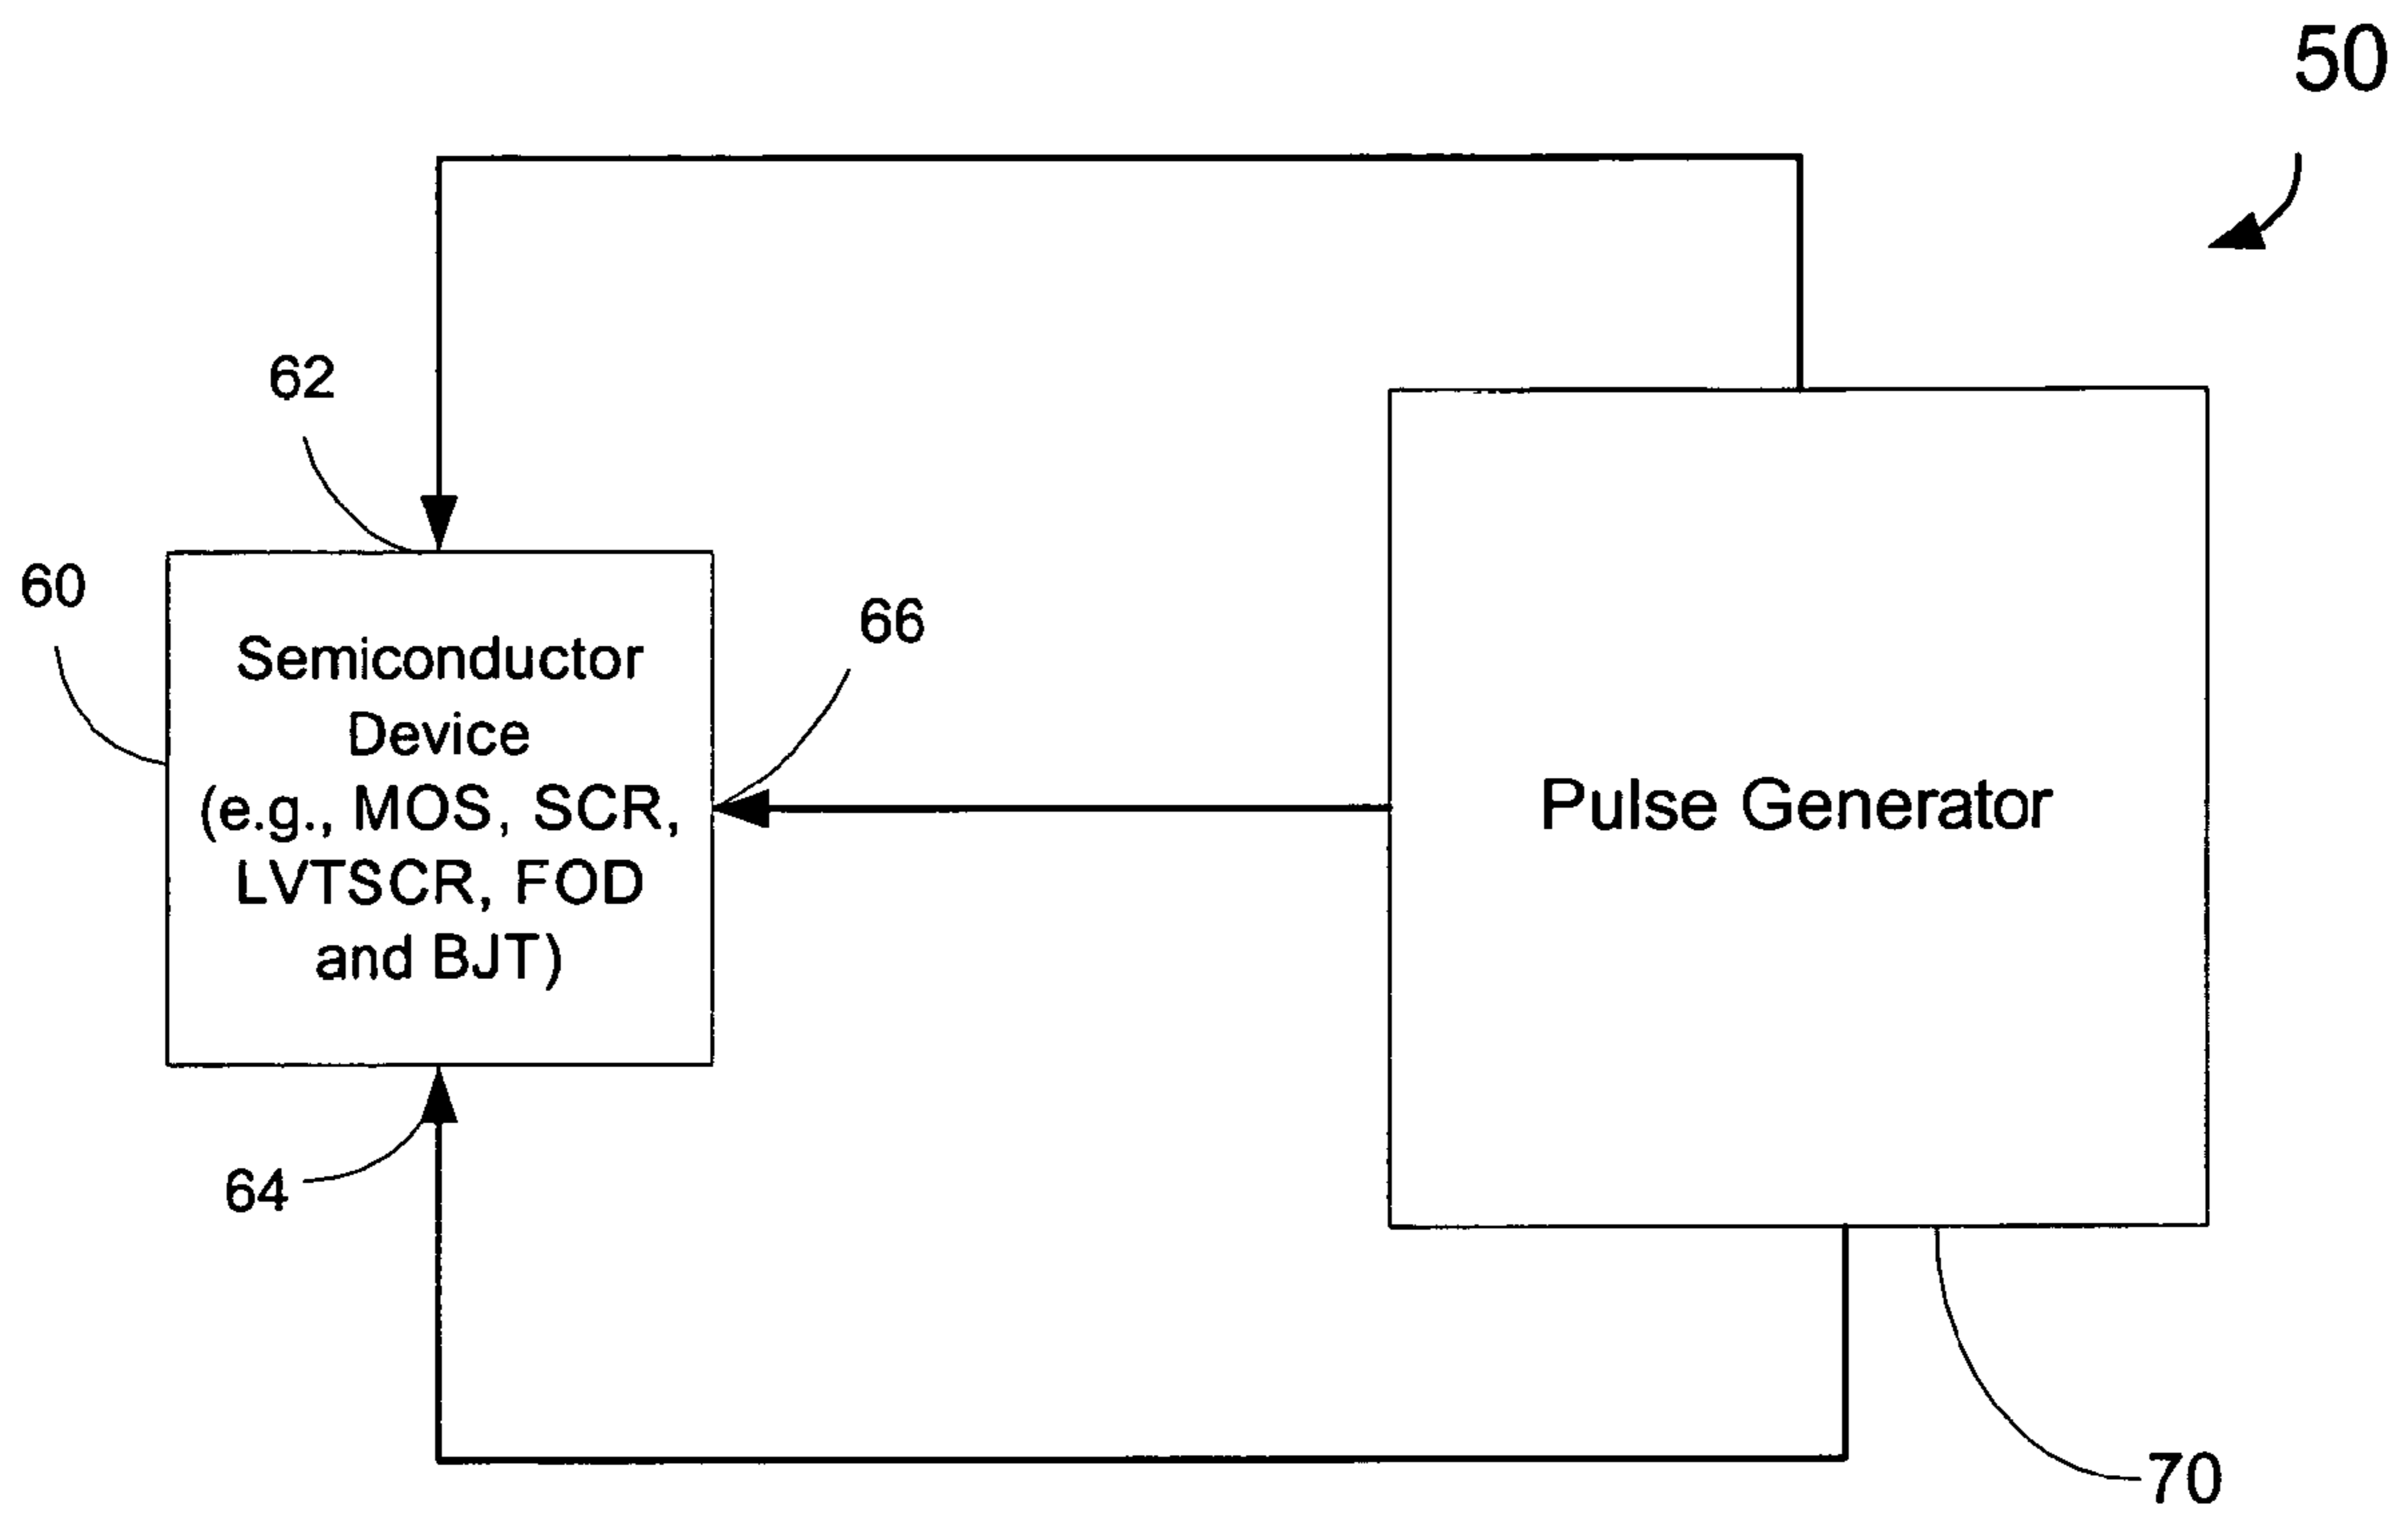 50
62
60
66
Semiconductor
Device
(e.g., MOS, SCR,
LVTSCR, FOD
and BJT)
Pulse Generator
64
70